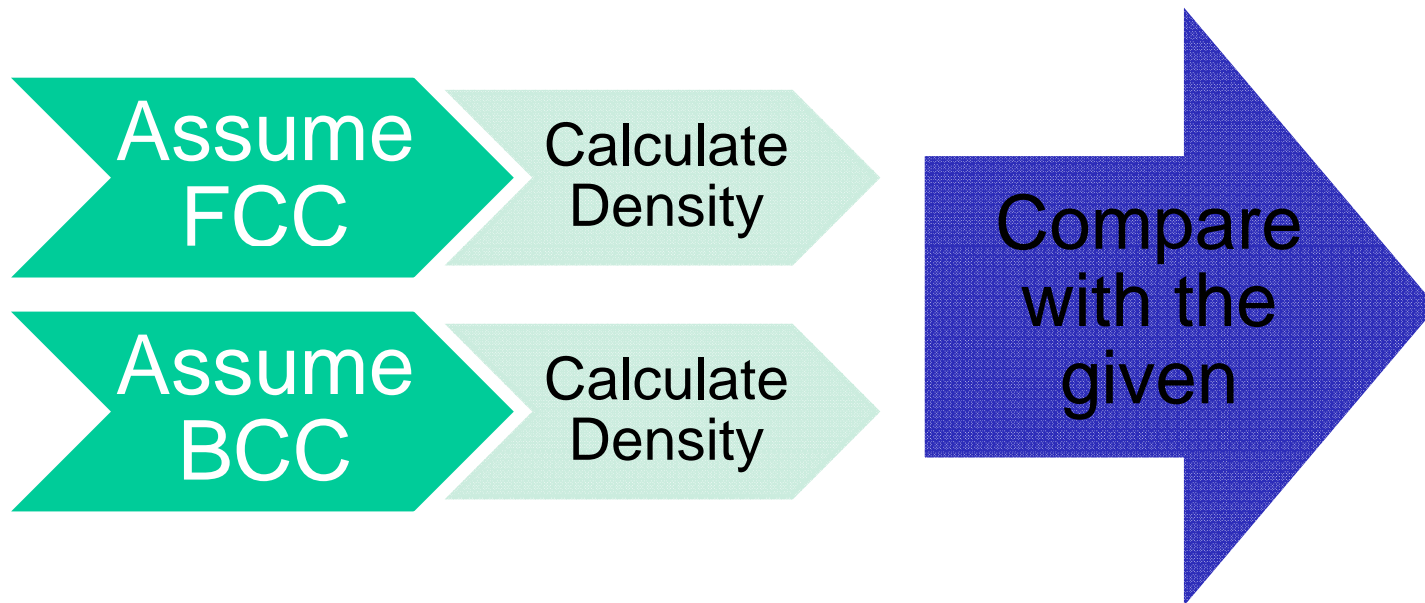 Assume
FCC
Calculate
Density
Assume
BCC
Calculate
Density
Compare
with the
given